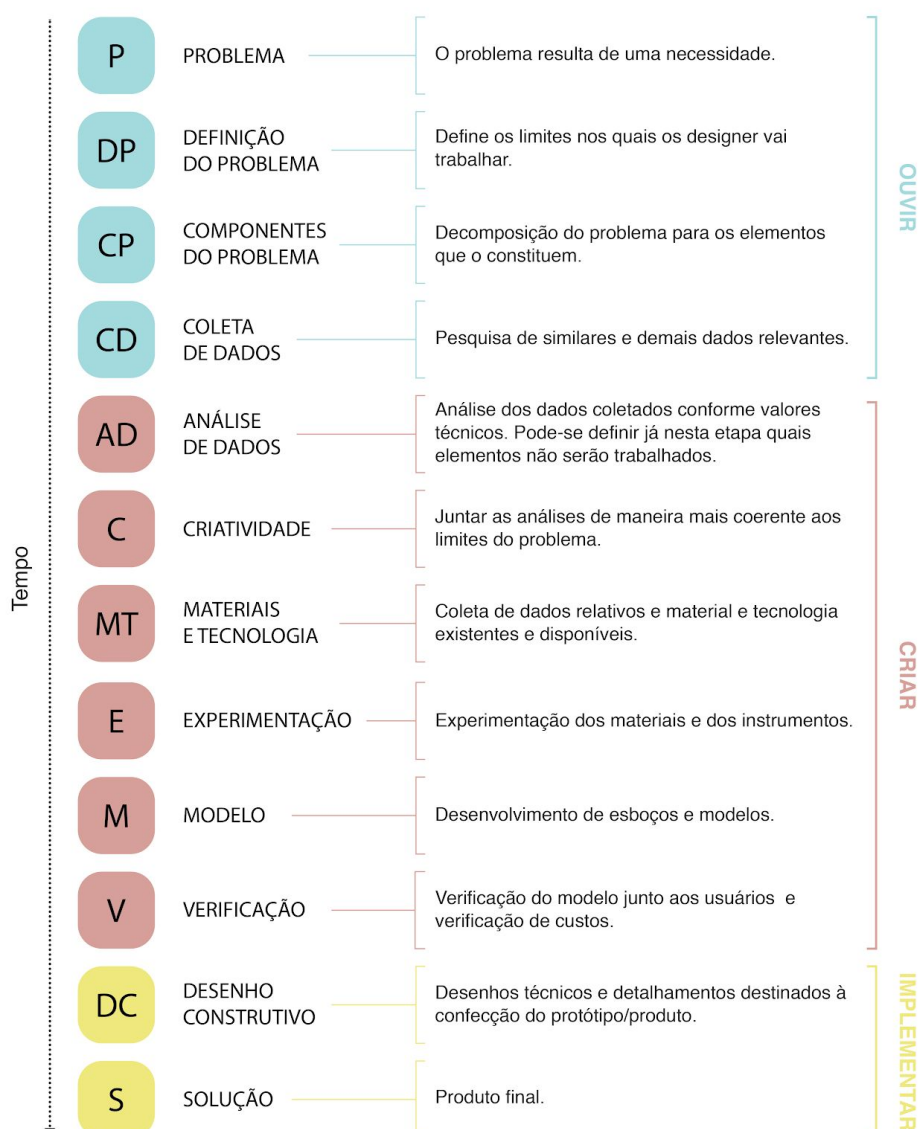 P
PROBLEMA
O problema resulta de uma necessidade.
DP
DEFINIÇÃO
DO PROBLEMA
Define os limites nos quais os designer vai
trabalhar.
CP
COMPONENTES
DO PROBLEMA
Decomposição do problema para os elementos
que o constituem.
CD
COLETA
DE DADOS
Pesquisa de similares e demais dados relevantes.
OUVIR
AD
ANÁLISE
DE DADOS
Análise dos dados coletados conforme valores
técnicos. Pode-se definir já nesta etapa quais
elementos não serão trabalhados.
C
CRIATIVIDADE
Juntar as análises de maneira mais coerente aos
limites do problema.
MT
MATERIAIS
E TECNOLOGIA
Coleta de dados relativos e material e tecnologia
existentes e disponíveis.
E
EXPERIMENTAÇÃO
Experimentação dos materiais e dos instrumentos.
M
MODELO
Desenvolvimento de esboços e modelos.
V
VERIFICAÇÃO
Verificação do modelo junto aos usuários  e
verificação de custos.
CRIAR
DC
DESENHO
CONSTRUTIVO
Desenhos técnicos e detalhamentos destinados à
confecção do protótipo/produto.
S
SOLUÇÃO
Produto final.
IMPLEMENTAR
Tempo